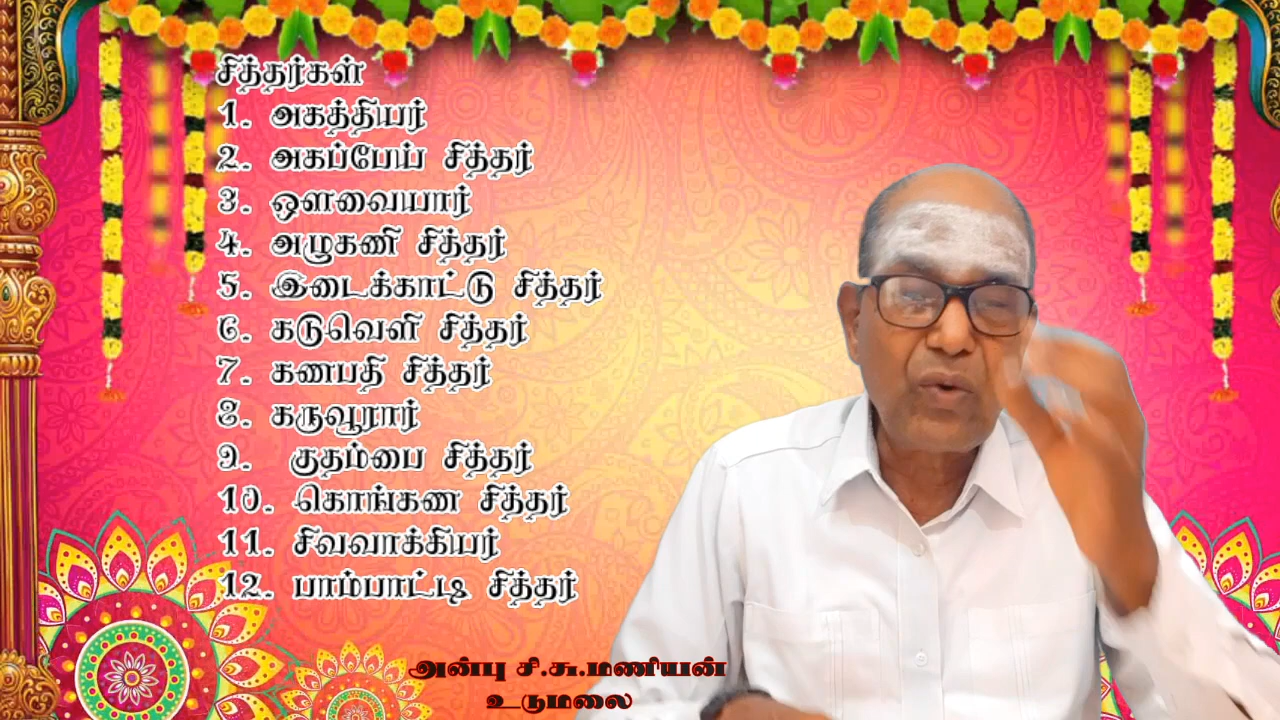 சித்தர்கள்
1. அகத்தியர்
2. அகப்பேய் சித்தர்
3. ஔவையார்
4. அழுகணி சித்தர்
5. இடைக்காட்டு சித்தர்
6. கடுவெளி சித்தர்
7. கணபதி சித்தர்
8. கருவூரார்
9. குதம்பை சித்தர்
10. கொங்கண சித்தர்
11. சிவவாக்கியர்
12. பாம்பாட்டி சித்தர்
அன்பு சி.சு.மணியன்
உடுமலை